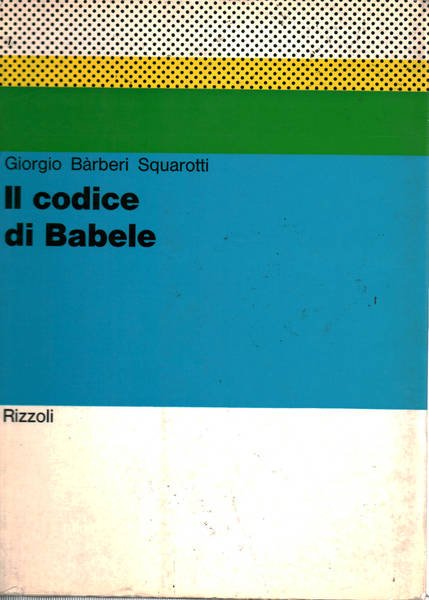 Giorgio Bàrberi Squarotti
Il codice
di Babele
Rizzoli